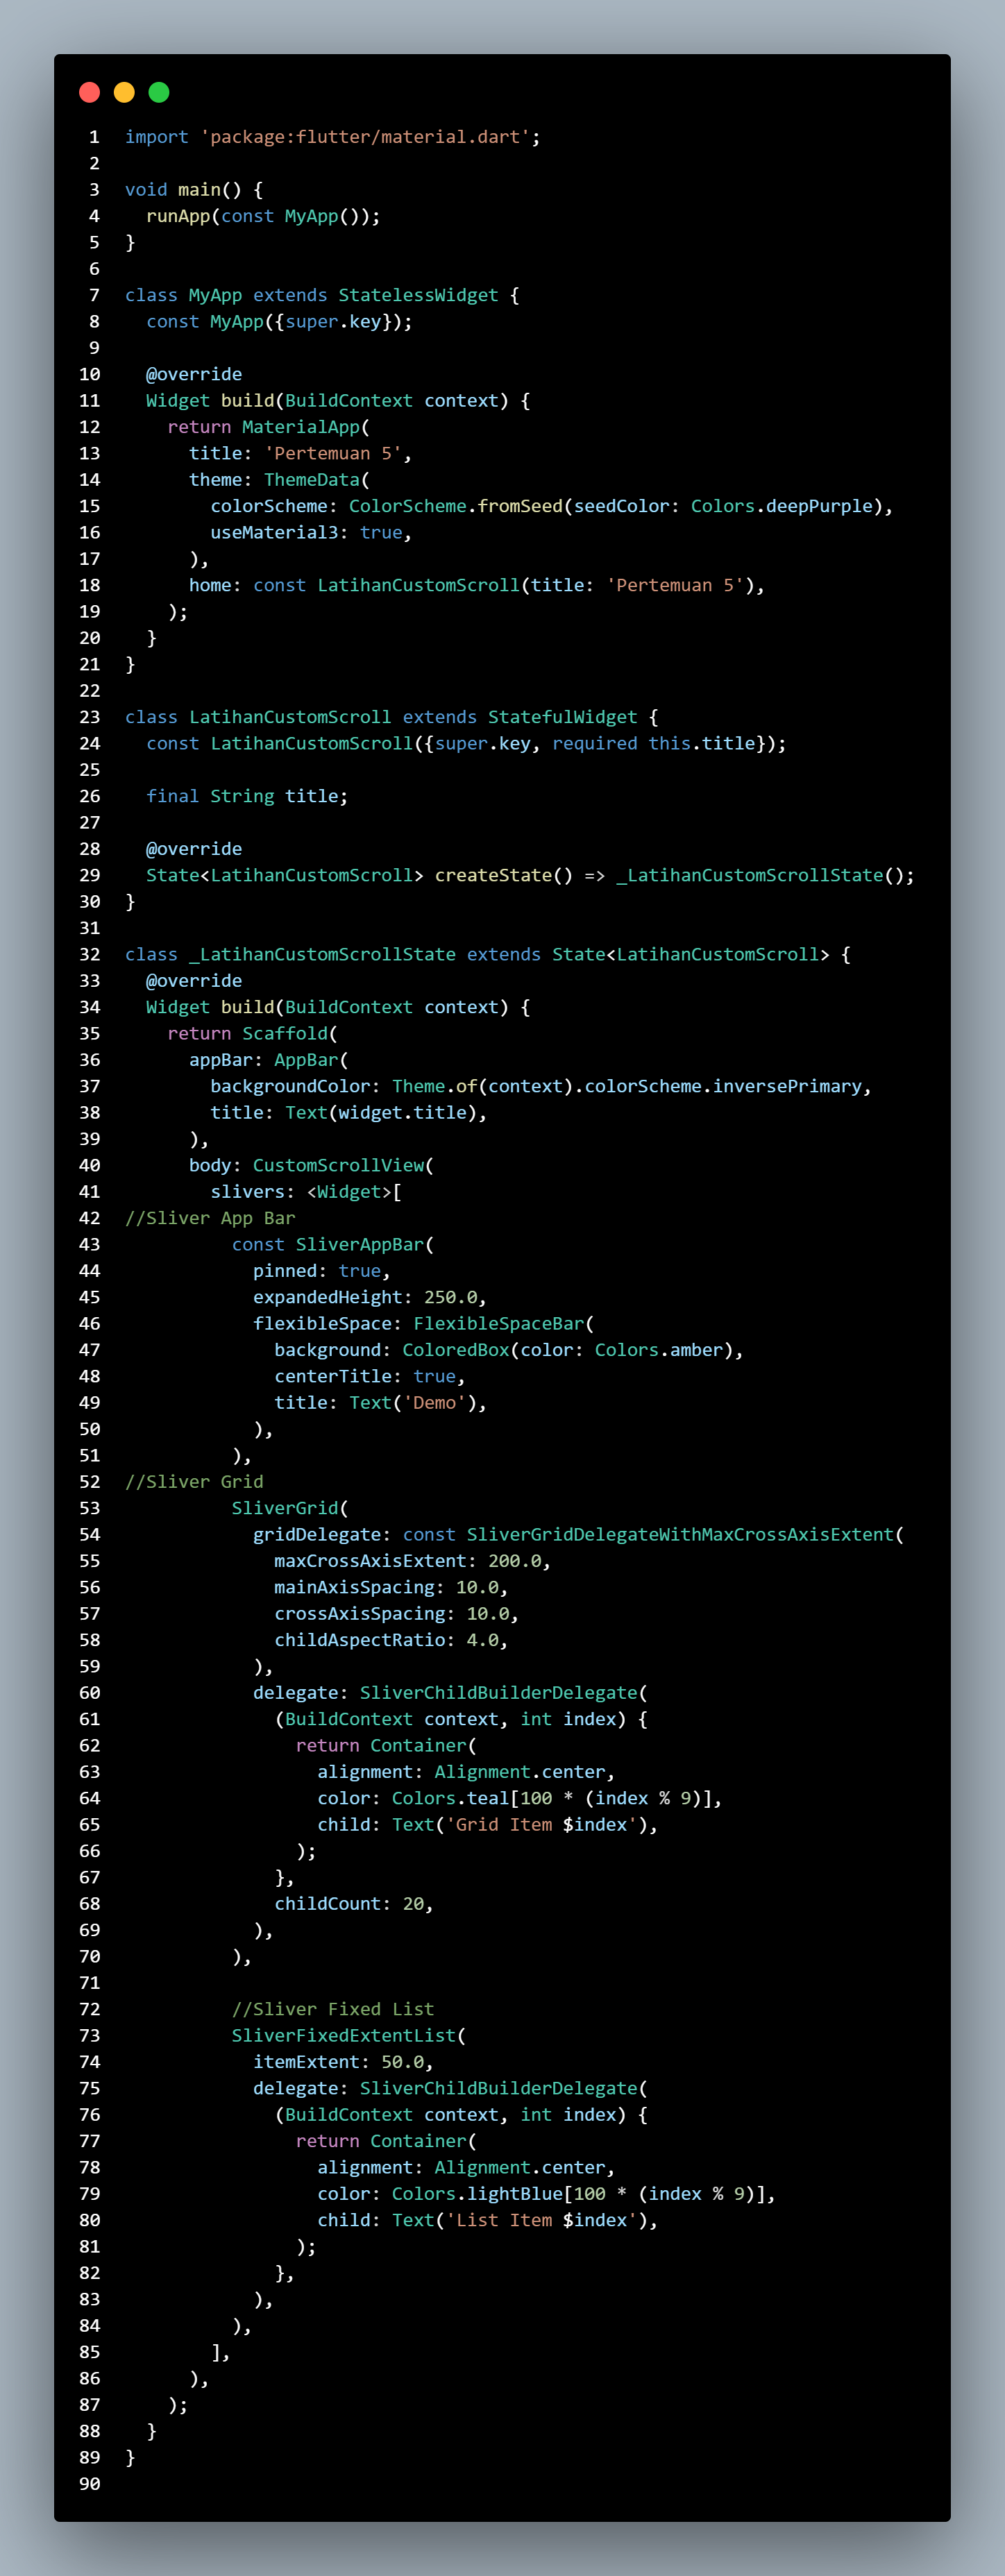 1 import 'package:flutter/material.dart';
2
3 void main() {
4   runApp(const MyApp());
5 }
6
7 class MyApp extends StatelessWidget {
8   const MyApp({super.key});
9
10   @override
11   Widget build(BuildContext context) {
12     return MaterialApp(
13       title: 'Pertemuan 5',
14       theme: ThemeData(
15         colorScheme: ColorScheme.fromSeed(seedColor: Colors.deepPurple),
16         useMaterial3: true,
17       ),
18       home: const LatihanCustomScroll(title: 'Pertemuan 5'),
19     );
20   }
21 }
22
23 class LatihanCustomScroll extends StatefulWidget {
24   const LatihanCustomScroll({super.key, required this.title});
25
26   final String title;
27
28   @override
29   State<LatihanCustomScroll> createState() => _LatihanCustomScrollState();
30 }
31
32 class _LatihanCustomScrollState extends State<LatihanCustomScroll> {
33   @override
34   Widget build(BuildContext context) {
35     return Scaffold(
36       appBar: AppBar(
37         backgroundColor: Theme.of(context).colorScheme.inversePrimary,
38         title: Text(widget.title),
39       ),
40       body: CustomScrollView(
41         slivers: <Widget>[
42 //Sliver App Bar
43           const SliverAppBar(
44             pinned: true,
45             expandedHeight: 250.0,
46             flexibleSpace: FlexibleSpaceBar(
47               background: ColoredBox(color: Colors.amber),
48               centerTitle: true,
49               title: Text('Demo'),
50             ),
51           ),
52 //Sliver Grid
53           SliverGrid(
54             gridDelegate: const SliverGridDelegateWithMaxCrossAxisExtent(
55               maxCrossAxisExtent: 200.0,
56               mainAxisSpacing: 10.0,
57               crossAxisSpacing: 10.0,
58               childAspectRatio: 4.0,
59             ),
60             delegate: SliverChildBuilderDelegate(
61               (BuildContext context, int index) {
62                 return Container(
63                   alignment: Alignment.center,
64                   color: Colors.teal[100 * (index % 9)],
65                   child: Text('Grid Item $index'),
66                 );
67               },
68               childCount: 20,
69             ),
70           ),
71
72           //Sliver Fixed List
73           SliverFixedExtentList(
74             itemExtent: 50.0,
75             delegate: SliverChildBuilderDelegate(
76               (BuildContext context, int index) {
77                 return Container(
78                   alignment: Alignment.center,
79                   color: Colors.lightBlue[100 * (index % 9)],
80                   child: Text('List Item $index'),
81                 );
82               },
83             ),
84           ),
85         ],
86       ),
87     );
88   }
89 }
90